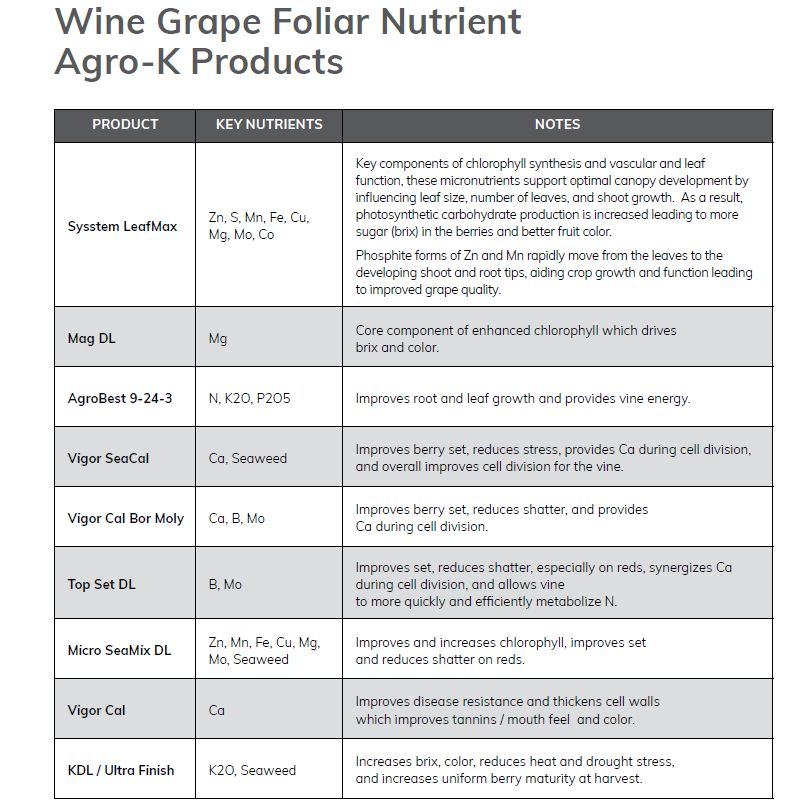 Wine Grape Foliar Nutrient
Agro-K Products
PRODUCT KEY NUTRIENTS NOTES
Sysstem LeafMax
Zn, S, Mn, Fe, Cu,
Mg, Mo, Co
Key components of chlorophyll synthesis and vascular and leaf
function, these micronutrients support optimal canopy development by
influencing leaf size, number of leaves, and shoot growth. As a result,
photosynthetic carbohydrate production is increased leading to more
sugar (brix) in the berries and better fruit color.
Phosphite forms of Zn and Mn rapidly move from the leaves to the
developing shoot and root tips, aiding crop growth and function leading
to improved grape quality.
Mag DL
Mg
Core component of enhanced chlorophyll which drives
brix and color.
AgroBest 9-24-3
N, K2O, P2O5
Improves root and leaf growth and provides vine energy.
Vigor SeaCal
Ca, Seaweed
Improves berry set, reduces stress, provides Ca during cell division,
and overall improves cell division for the vine.
Vigor Cal Bor Moly
Ca, B, Mo
Improves berry set, reduces shatter, and provides
Ca during cell division.
Top Set DL
B, Mo
Improves set, reduces shatter, especially on reds, synergizes Ca
during cell division, and allows vine
to more quickly and efficiently metabolize N.
Micro SeaMix DL
Zn, Mn, Fe, Cu, Mg,
Mo, Seaweed
Improves and increases chlorophyll, improves set
and reduces shatter on reds.
Vigor Cal
Ca
Improves disease resistance and thickens cell walls
which improves tannins / mouth feel and color.
KDL / Ultra Finish
K2O, Seaweed
Increases brix, color, reduces heat and drought stress,
and increases uniform berry maturity at harvest.